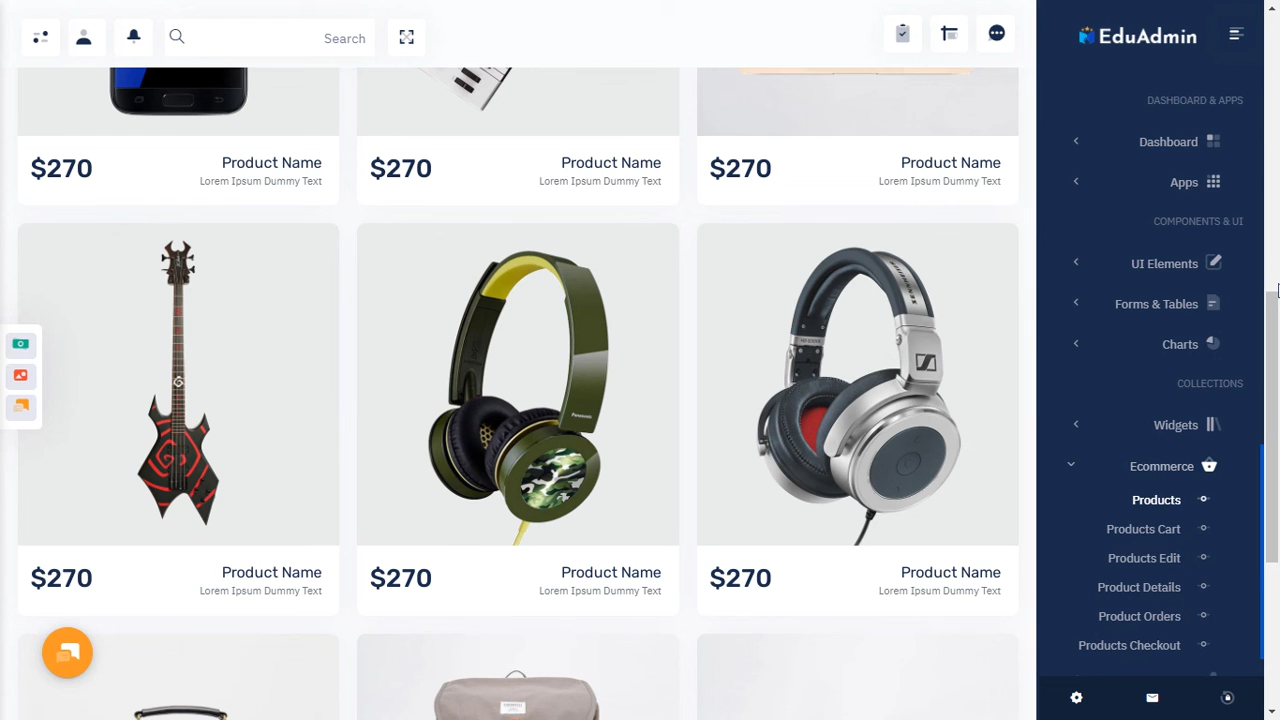 Search
EduAdmin
DASHBOARD & APPS
Dashboard
Apps
COMPONENTS & UI
UI Elements
Forms & Tables
Charts
COLLECTIONS
Widgets
Ecommerce
Products
Products Cart
Products Edit
Product Details
Product Orders
Products Checkout
$270 Product Name
Lorem Ipsum Dummy Text
$270 Product Name
Lorem Ipsum Dummy Text
$270 Product Name
Lorem Ipsum Dummy Text
Panasonic
SENNHEISER
$270 Product Name
Lorem Ipsum Dummy Text
$270 Product Name
Lorem Ipsum Dummy Text
$270 Product Name
Lorem Ipsum Dummy Text